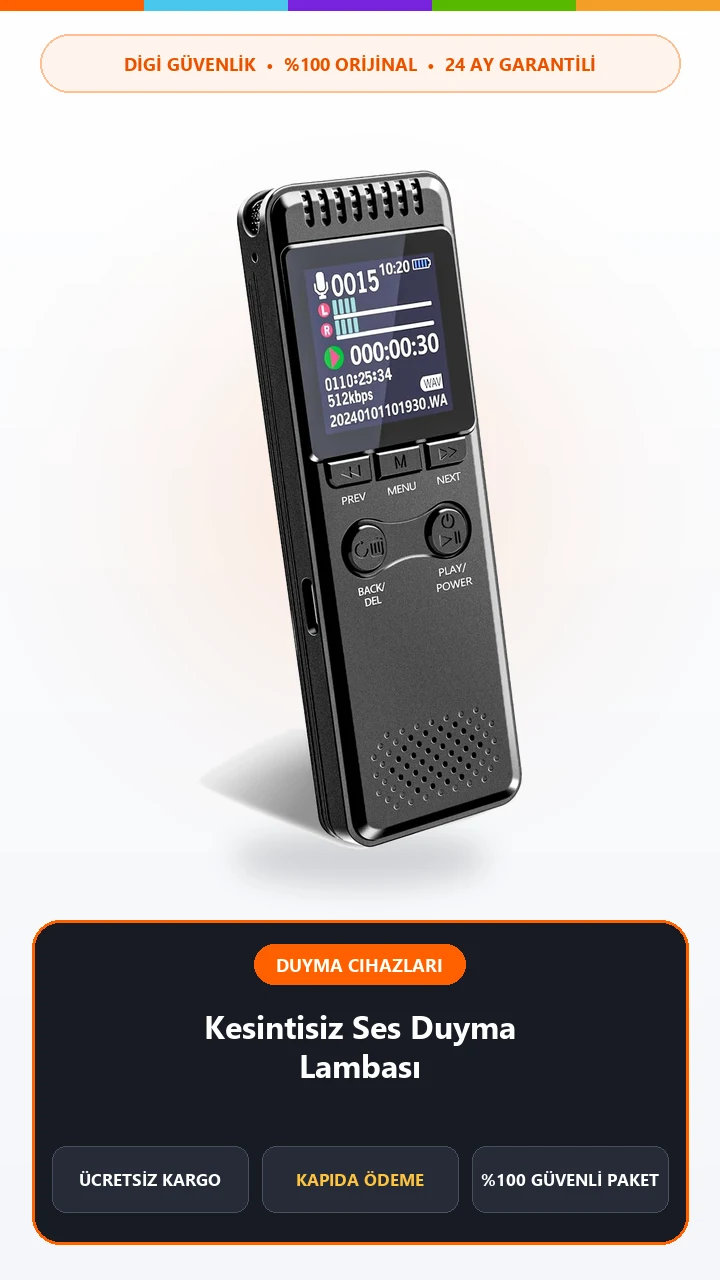 DİGİ GÜVENLİK • %100 ORİJİNAL • 24 AY GARANTİLİ
0015 10:20
L
R
000:00:30
0110:25:34
512kbps WAV
20240101101930.WA
M
PREV MENU NEXT
BACK/
DEL
PLAY/
POWER
DUYMA CIHAZLARI
Kesintisiz Ses Duyma
Lambası
ÜCRETSİZ KARGO KAPIDA ÖDEME %100 GÜVENLİ PAKET